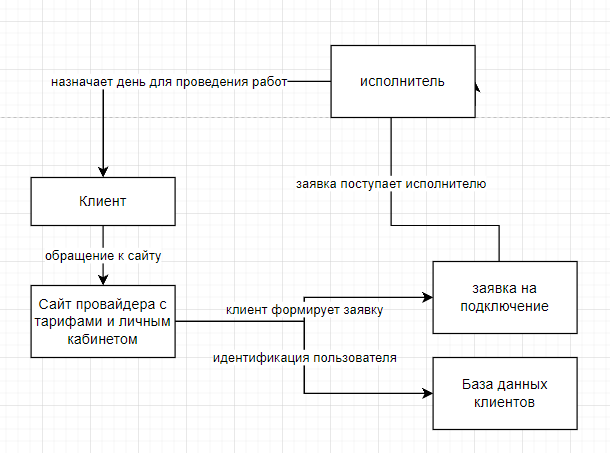 назначает день для проведения работ
исполнитель
заявка поступает исполнителю
Клиент
обращение к сайту
Сайт провайдера с
тарифами и личным
кабинетом
клиент формирует заявку
заявка на
подключение
идентификация пользователя
База данных
клиентов